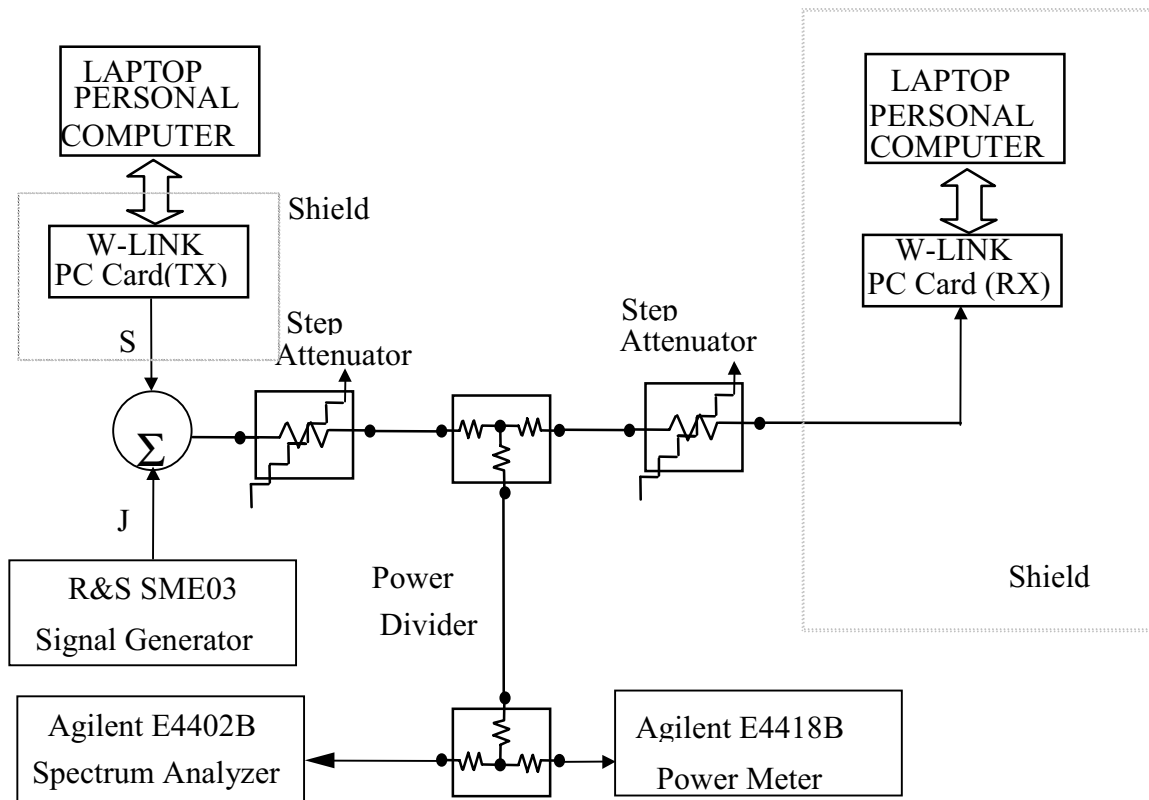 LAPTOP
PERSONAL
COMPUTER
Shield
W-LINK
PC Card(TX)
S
Step
Attenuator
Σ
J
R&S SME03
Signal Generator
Power
Divider
Step
Attenuator
LAPTOP
PERSONAL
COMPUTER
W-LINK
PC Card (RX)
Shield
Agilent E4402B
Spectrum Analyzer
Agilent E4418B
Power Meter